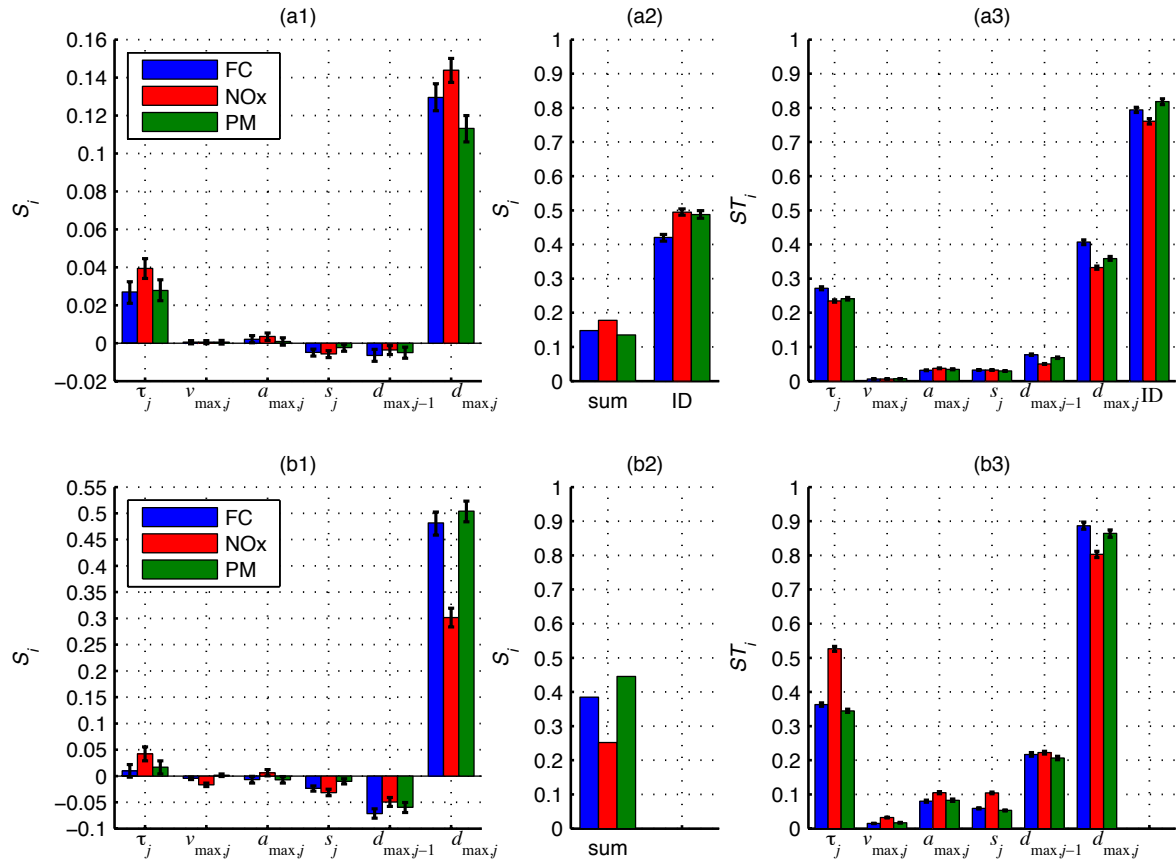 (a1)
0.16
0.14
0.12
0.1
0.08
0.06
0.04
0.02
0
−0.02
S_i
FC
NOx
PM
τ_j v_max,j a_max,j s_j d_max,j−1 d_max,j
(a2)
1
0.9
0.8
0.7
0.6
0.5
0.4
0.3
0.2
0.1
0
S_i
sum ID
(a3)
1
0.9
0.8
0.7
0.6
0.5
0.4
0.3
0.2
0.1
0
ST_i
τ_j v_max,j a_max,j s_j d_max,j−1 d_max,j ID
(b1)
0.55
0.5
0.45
0.4
0.35
0.3
0.25
0.2
0.15
0.1
0.05
0
−0.05
−0.1
S_i
FC
NOx
PM
τ_j v_max,j a_max,j s_j d_max,j−1 d_max,j
(b2)
1
0.9
0.8
0.7
0.6
0.5
0.4
0.3
0.2
0.1
0
S_i
sum
(b3)
1
0.9
0.8
0.7
0.6
0.5
0.4
0.3
0.2
0.1
0
ST_i
τ_j v_max,j a_max,j s_j d_max,j−1 d_max,j